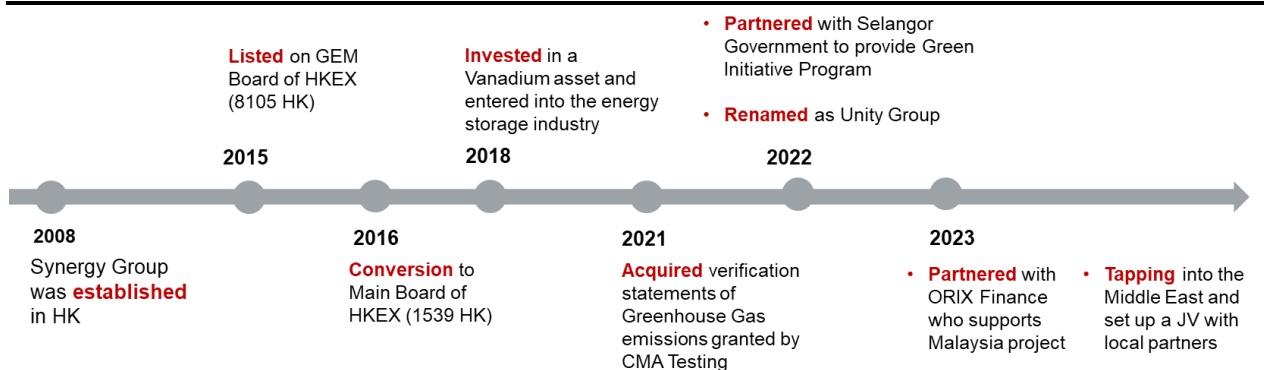 Listed on GEM
Board of HKEX
(8105 HK)
2015
Invested in a
Vanadium asset and
entered into the energy
storage industry
2018
• Partnered with Selangor
Government to provide Green
Initiative Program
• Renamed as Unity Group
2022
2008
Synergy Group
was established
in HK
2016
Conversion to
Main Board of
HKEX (1539 HK)
2021
Acquired verification
statements of
Greenhouse Gas
emissions granted by
CMA Testing
2023
• Partnered with
ORIX Finance
who supports
Malaysia project
• Tapping into the
Middle East and
set up a JV with
local partners